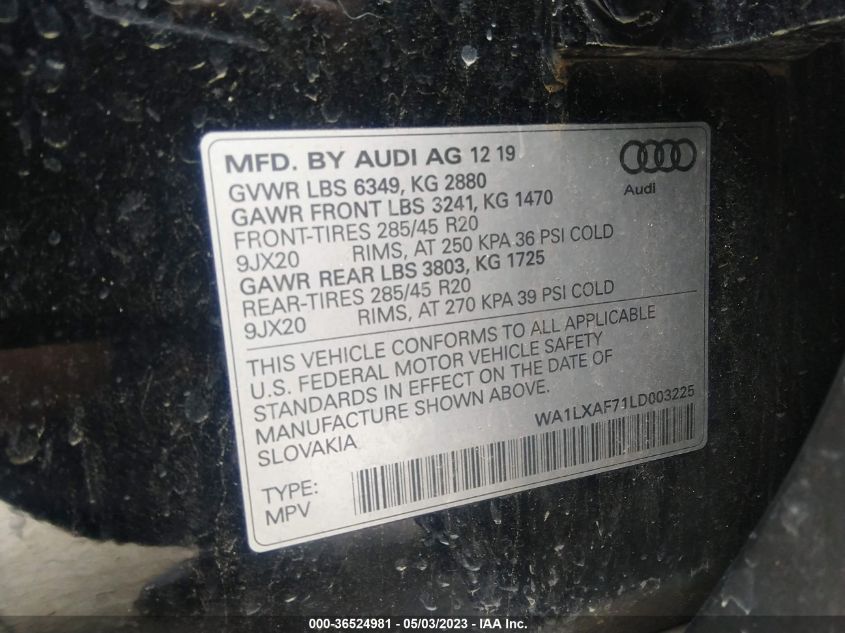 MFD. BY AUDI AG 12 19
Audi
GVWR LBS 6349, KG 2880
GAWR FRONT LBS 3241, KG 1470
FRONT-TIRES 285/45 R20
9JX20 RIMS, AT 250 KPA 36 PSI COLD
GAWR REAR LBS 3803, KG 1725
REAR-TIRES 285/45 R20
9JX20 RIMS, AT 270 KPA 39 PSI COLD
THIS VEHICLE CONFORMS TO ALL APPLICABLE
U.S. FEDERAL MOTOR VEHICLE SAFETY
STANDARDS IN EFFECT ON THE DATE OF
MANUFACTURE SHOWN ABOVE.
SLOVAKIA
WA1LXAF71LD003225
TYPE:
MPV
000-36524981 - 05/03/2023 - WA1LXAF71LD003225 - IAA Inc.